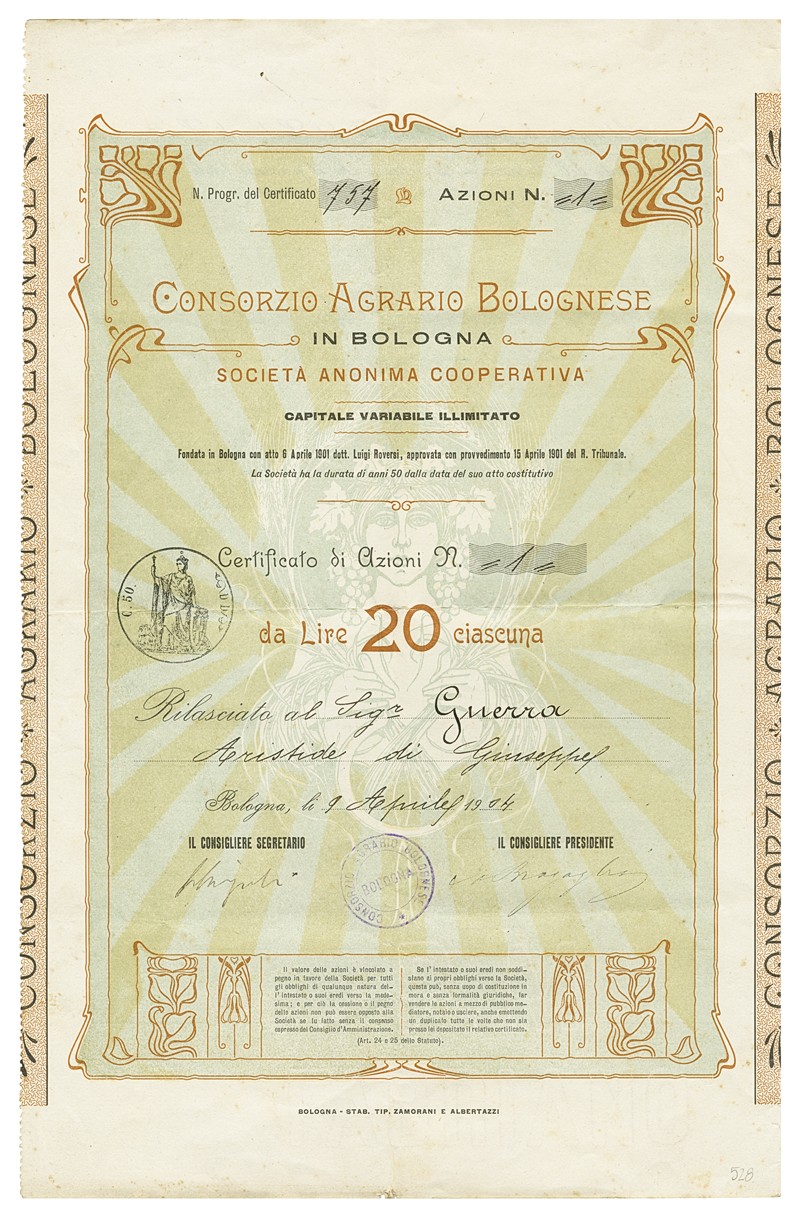 N. Progr. del Certificato 757 AZIONI N. =1=
CONSORZIO AGRARIO BOLOGNESE
IN BOLOGNA
SOCIETÀ ANONIMA COOPERATIVA
CAPITALE VARIABILE ILLIMITATO
Fondata in Bologna con atto 6 Aprile 1901 dott. Luigi Roversi, approvata con provvedimento 15 Aprile 1901 del R. Tribunale.
La Società ha la durata di anni 50 dalla data del suo atto costitutivo
Certificato di Azioni N. =1=
C. 50.
da Lire 20 ciascuna
Rilasciato al Sigr Guerra
Aristide di Giuseppe
Bologna, li 9 Aprile 1904
IL CONSIGLIERE SEGRETARIO
IL CONSIGLIERE PRESIDENTE
CONSORZIO AGRARIO BOLOGNESE
BOLOGNA
Il valore delle azioni è vincolato a
pegno in favore della Società per tutti
gli obblighi di qualunque natura del-
l'intestato o suoi eredi verso la mede-
sima; e per ciò la cessione o il pegno
delle azioni non può essere opposto alla
Società se fu fatto senza il consenso
espresso del Consiglio d'Amministrazione.
Se l'intestato o suoi eredi non soddi-
sfano ai propri obblighi verso la Società,
questa può, senza uopo di costituzione in
mora e senza formalità giuridiche, far
vendere le azioni a mezzo di pubblico me-
diatore, notaio o usciere, anche emettendo
un duplicato tutte le volte che non sia
presso lei depositato il relativo certificato.
(Art. 24 e 25 dello Statuto).
BOLOGNA - STAB. TIP. ZAMORANI E ALBERTAZZI
528
CONSORZIO * AGRARIO * BOLOGNESE
CONSORZIO * AGRARIO * BOLOGNESE